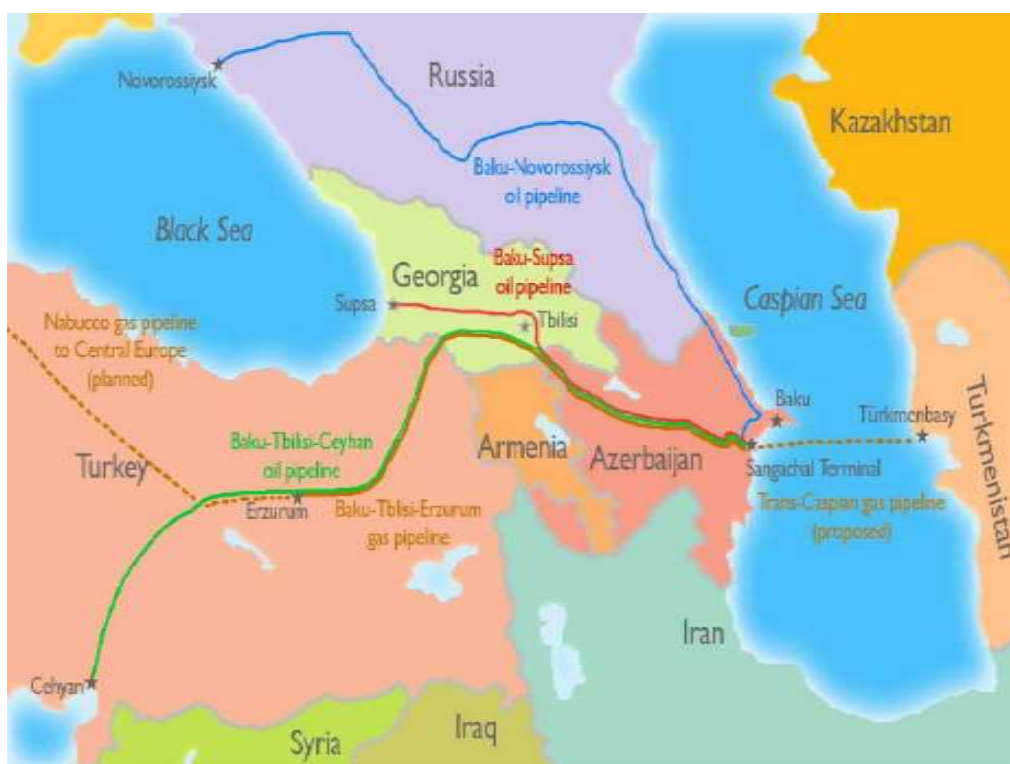 Novorossiysk
Russia
Kazakhstan
Baku-Novorossiysk
oil pipeline
Black Sea
Baku-Supsa
oil pipeline
Georgia
Supsa
Tbilisi
Caspian Sea
Nabucco gas pipeline
to Central Europe
(planned)
Baku
Türkmenbasy
Turkmenistan
Baku-Tbilisi-Ceyhan
oil pipeline
Armenia
Azerbaijan
Sangachal Terminal
Turkey
Erzurum
Baku-Tblisi-Erzurum
gas pipeline
Trans-Caspian gas pipeline
(proposed)
Iran
Cehyan
Syria
Iraq